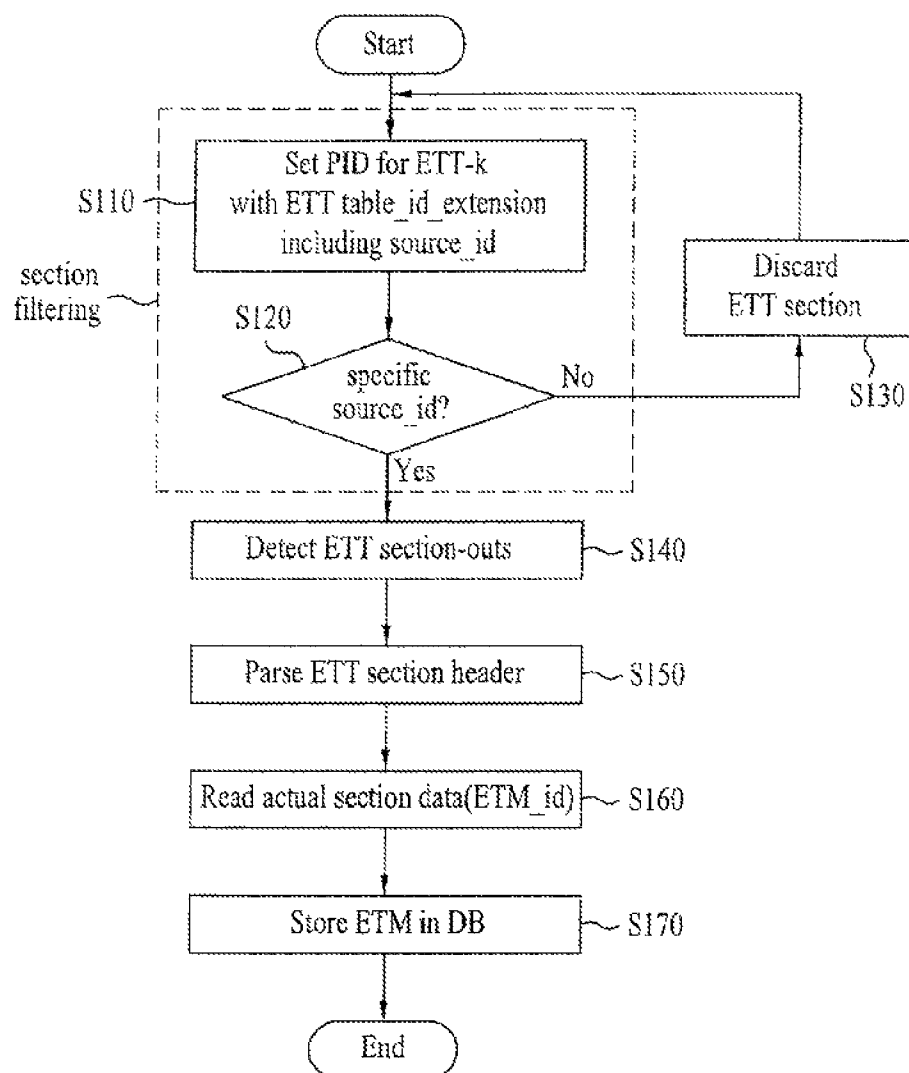 Start
Set PID for ETT-k
with ETT table_id_extension
including source_id
S110
section
filtering
Discard
ETT section
S120
specific
source_id?
No
S130
Yes
Detect ETT section-outs
S140
Parse ETT section header
S150
Read actual section data(ETM_id)
S160
Store ETM in DB
S170
End